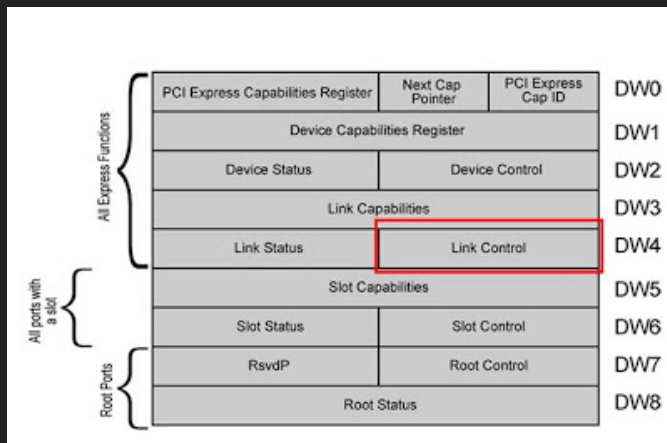 PCI Express Capabilities Register
Next Cap
Pointer
PCI Express
Cap ID
DW0
Device Capabilities Register
DW1
Device Status
Device Control
DW2
Link Capabilities
DW3
Link Status
Link Control
DW4
Slot Capabilities
DW5
Slot Status
Slot Control
DW6
RsvdP
Root Control
DW7
Root Status
DW8
All Express Functions
All ports with
a slot
Root Ports